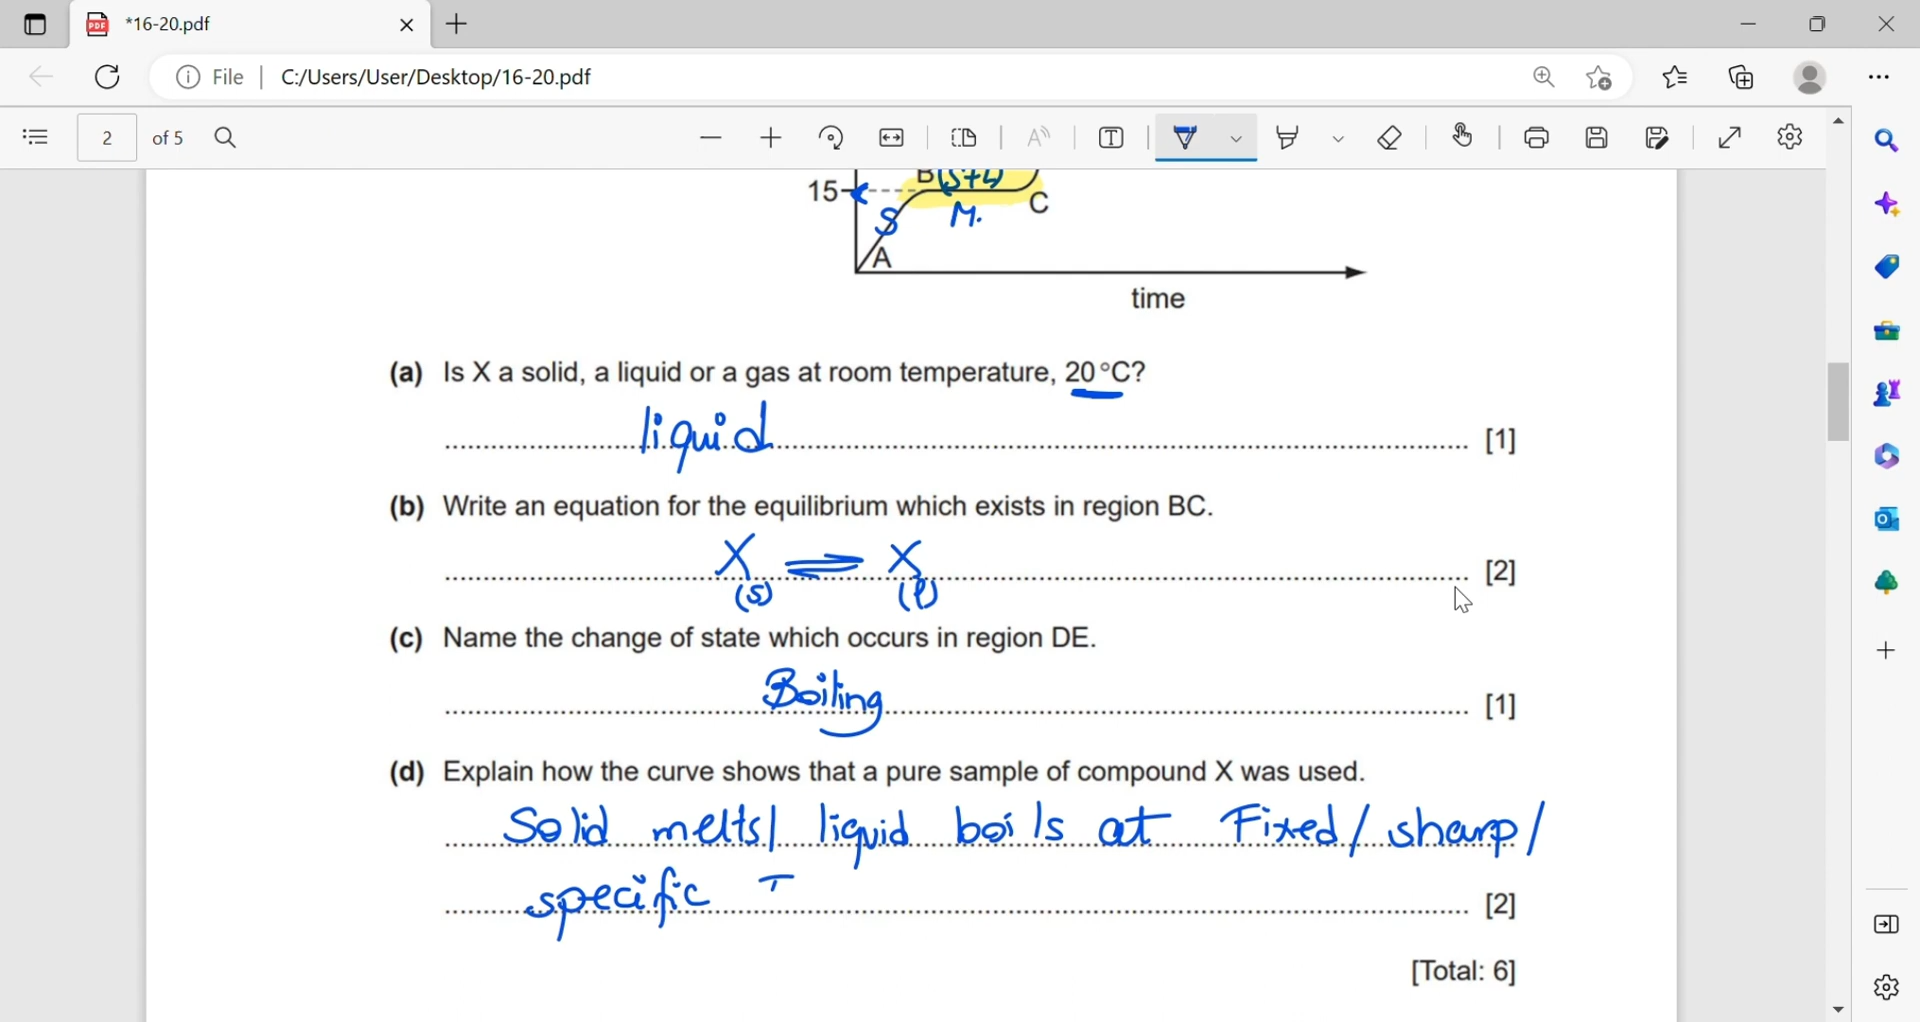 *16-20.pdf
File
C:/Users/User/Desktop/16-20.pdf
2 of 5
15
B(S+L)
C
M.
S
A
time
(a) Is X a solid, a liquid or a gas at room temperature, 20 °C?
liquid [1]
(b) Write an equation for the equilibrium which exists in region BC.
X(s) ⇌ X(l) [2]
(c) Name the change of state which occurs in region DE.
Boiling [1]
(d) Explain how the curve shows that a pure sample of compound X was used.
Solid melts/ liquid boils at Fixed/ sharp/
specific T [2]
[Total: 6]